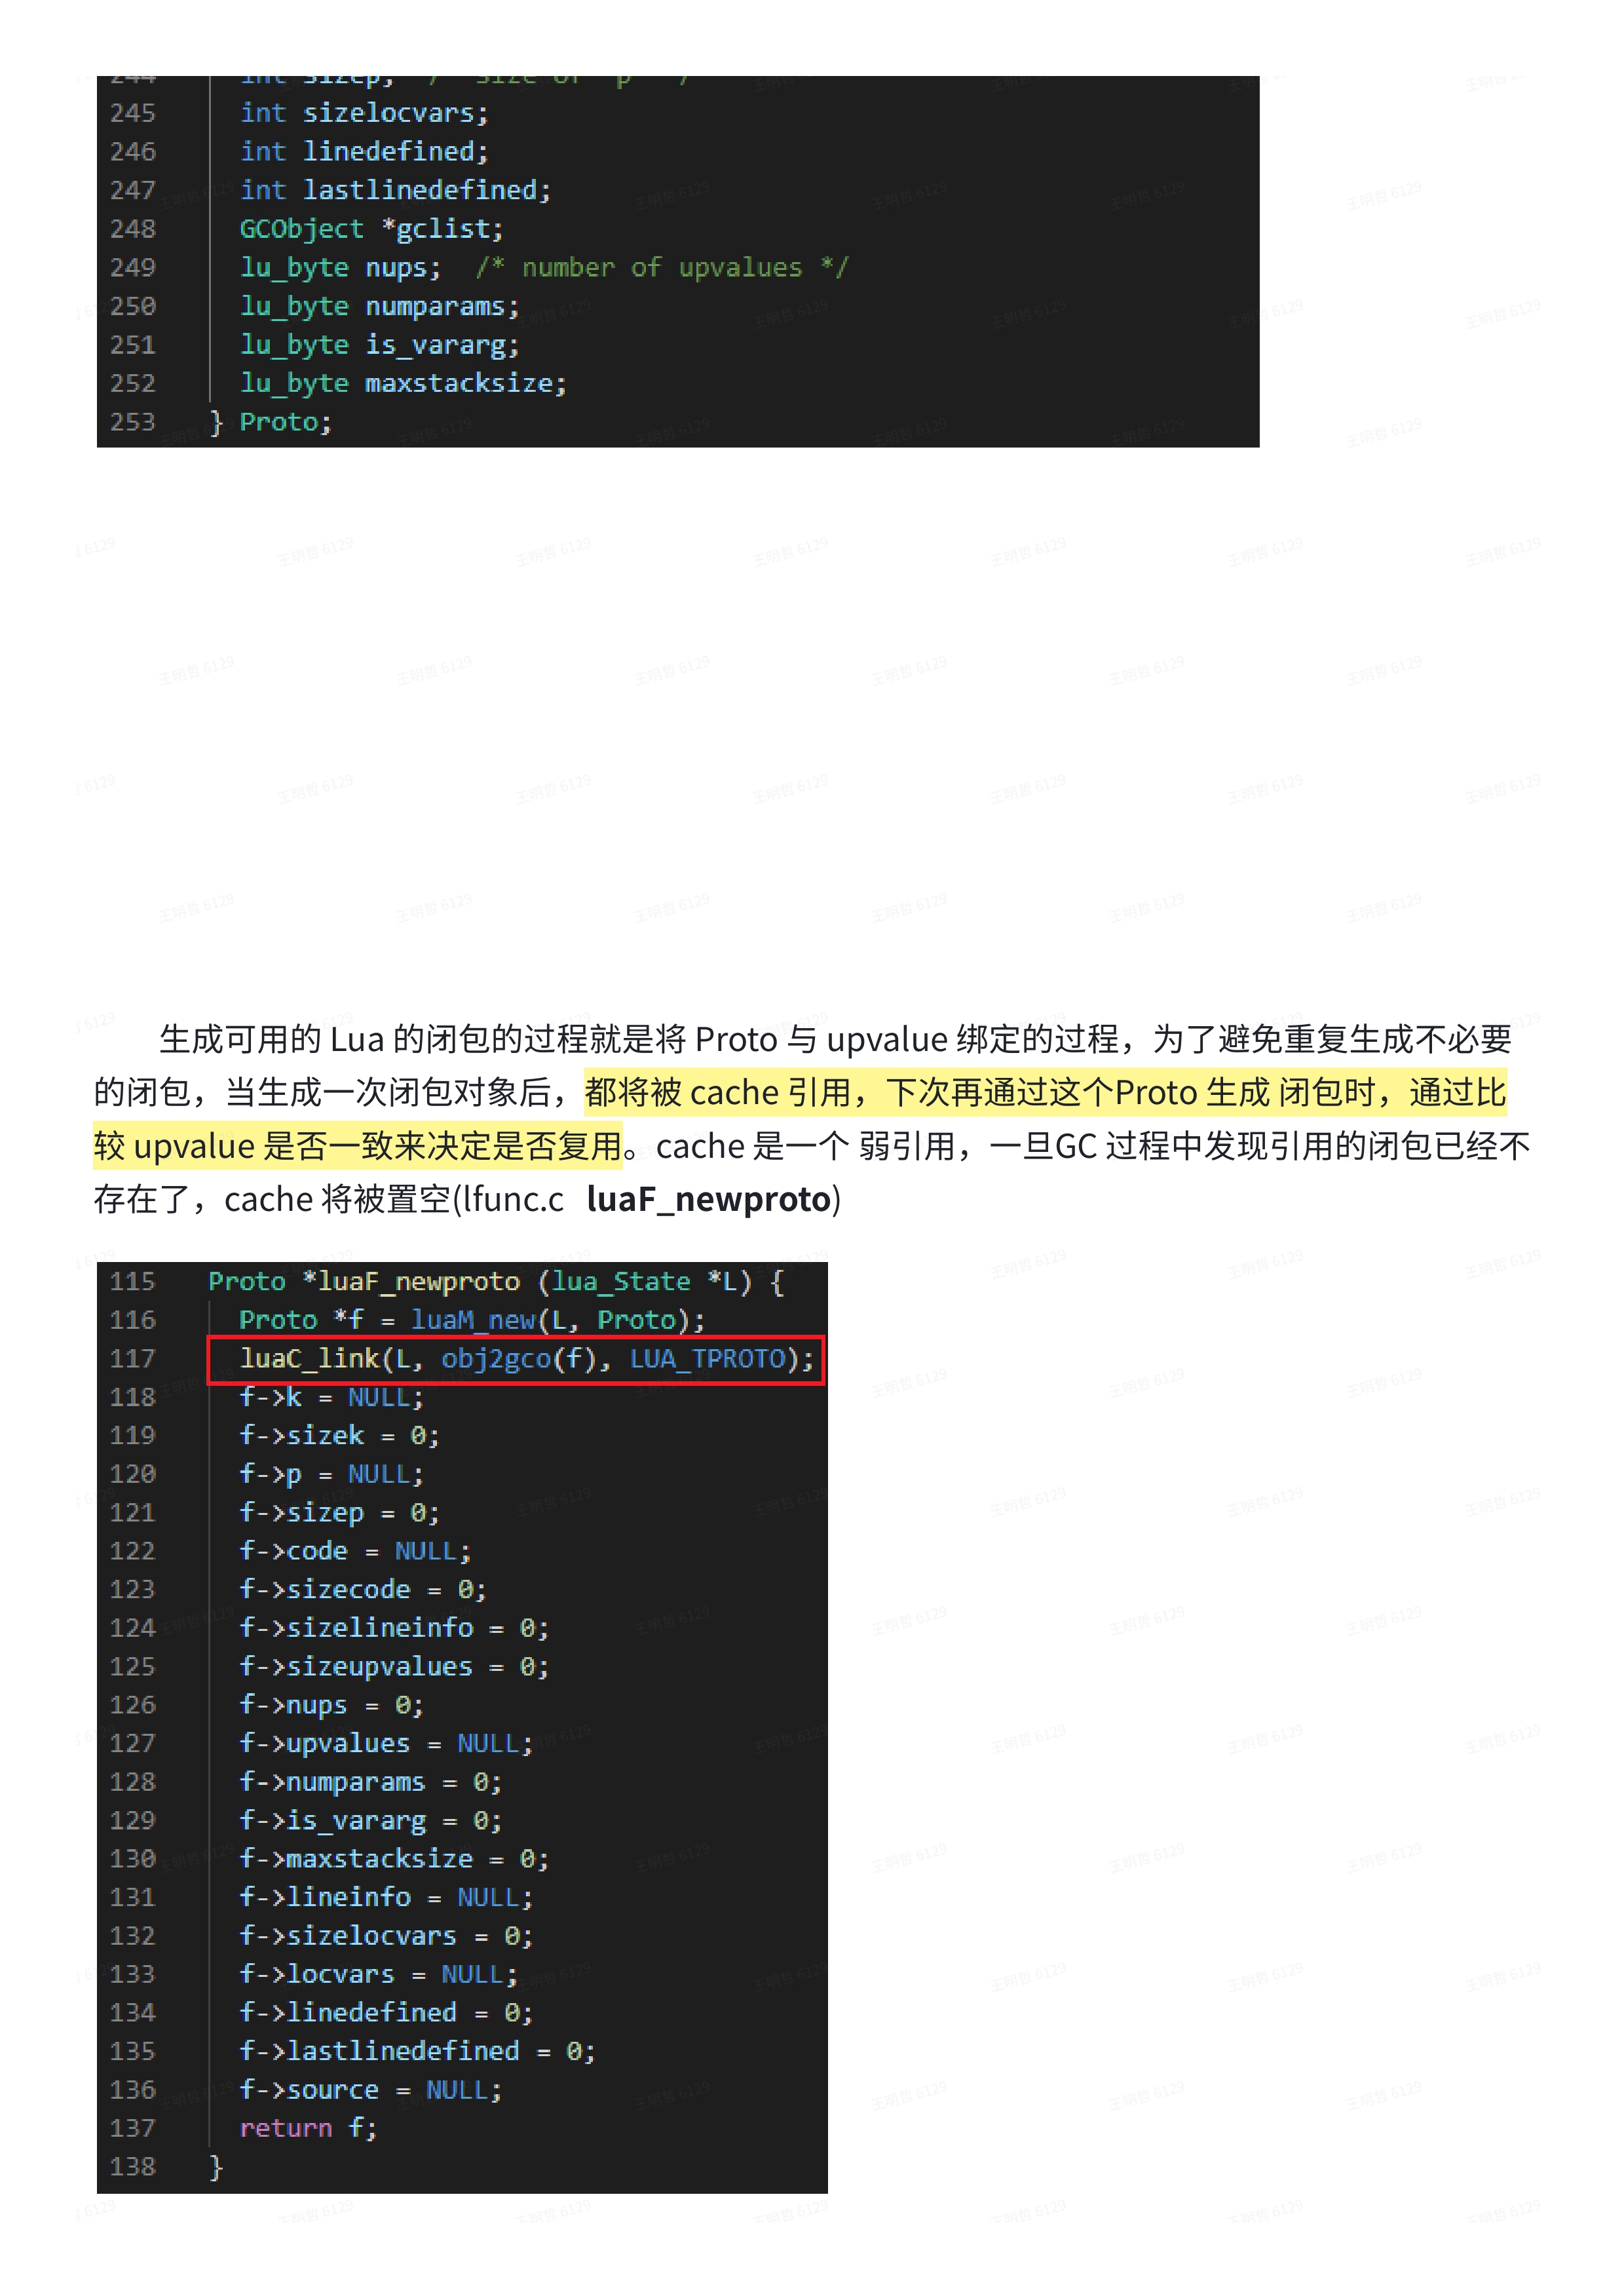 244 int sizep; / size of p /
245 int sizelocvars;
246 int linedefined;
247 int lastlinedefined;
248 GCObject *gclist;
249 lu_byte nups; /* number of upvalues */
250 lu_byte numparams;
251 lu_byte is_vararg;
252 lu_byte maxstacksize;
253 } Proto;
生成可用的 Lua 的闭包的过程就是将 Proto 与 upvalue 绑定的过程，为了避免重复生成不必要
的闭包，当生成一次闭包对象后，都将被 cache 引用，下次再通过这个Proto 生成 闭包时，通过比
较 upvalue 是否一致来决定是否复用。cache 是一个 弱引用，一旦GC 过程中发现引用的闭包已经不
存在了，cache 将被置空(lfunc.c luaF_newproto)
115 Proto *luaF_newproto (lua_State *L) {
116 Proto *f = luaM_new(L, Proto);
117 luaC_link(L, obj2gco(f), LUA_TPROTO);
118 f->k = NULL;
119 f->sizek = 0;
120 f->p = NULL;
121 f->sizep = 0;
122 f->code = NULL;
123 f->sizecode = 0;
124 f->sizelineinfo = 0;
125 f->sizeupvalues = 0;
126 f->nups = 0;
127 f->upvalues = NULL;
128 f->numparams = 0;
129 f->is_vararg = 0;
130 f->maxstacksize = 0;
131 f->lineinfo = NULL;
132 f->sizelocvars = 0;
133 f->locvars = NULL;
134 f->linedefined = 0;
135 f->lastlinedefined = 0;
136 f->source = NULL;
137 return f;
138 }
王明哲 6129